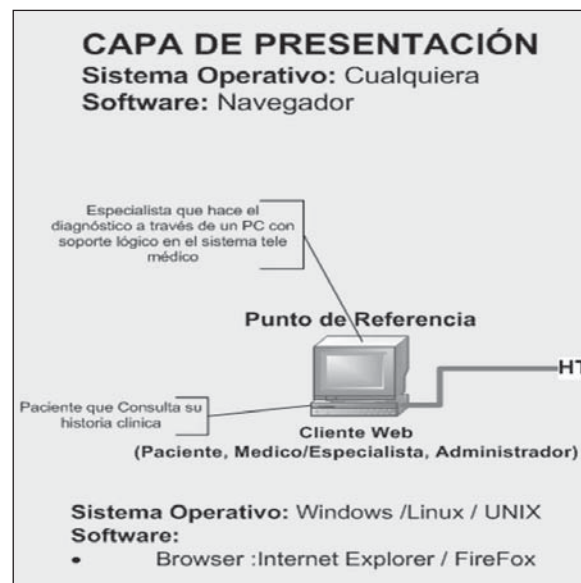 CAPA DE PRESENTACIÓN
Sistema Operativo: Cualquiera
Software: Navegador
Especialista que hace el
diagnóstico a través de un PC con
soporte lógico en el sistema tele
médico
Punto de Referencia
HT
Paciente que Consulta su
historia clinica
Cliente Web
(Paciente, Medico/Especialista, Administrador)
Sistema Operativo: Windows /Linux / UNIX
Software:
• Browser :Internet Explorer / FireFox